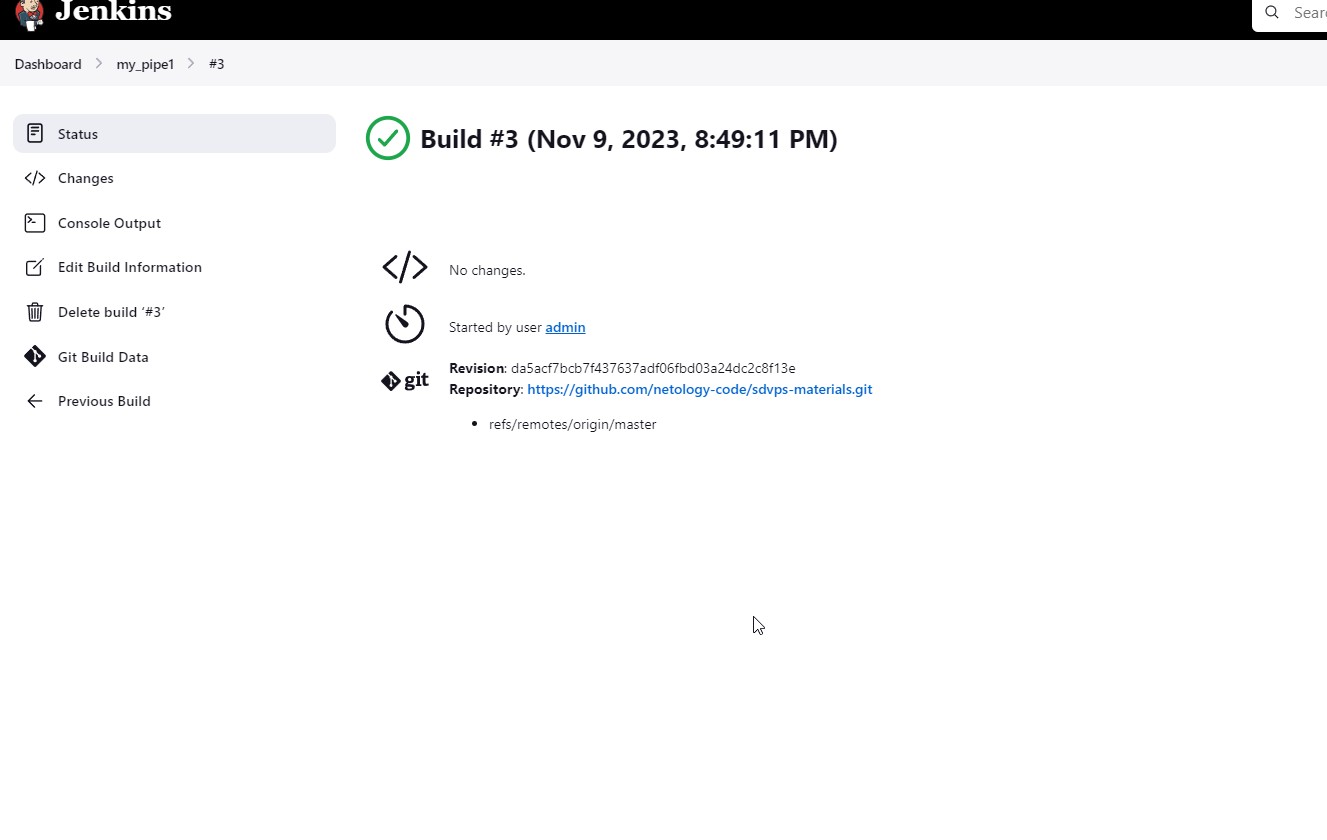 Jenkins
Dashboard
my_pipe1
#3
Status
Changes
Console Output
Edit Build Information
Delete build ‘#3’
Git Build Data
Previous Build
Build #3 (Nov 9, 2023, 8:49:11 PM)
No changes.
Started by user admin
git
Revision: da5acf7bcb7f437637adf06fbd03a24dc2c8f13e
Repository: https://github.com/netology-code/sdvps-materials.git
refs/remotes/origin/master